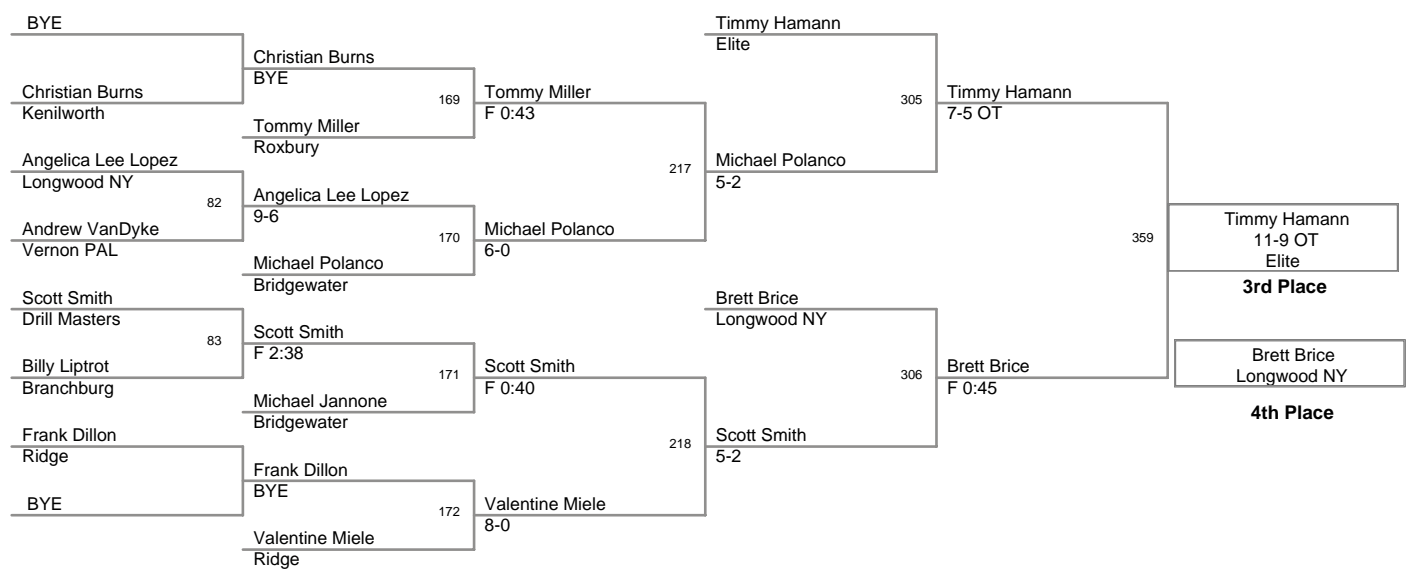 BYE
Christian Burns
Kenilworth
Angelica Lee Lopez
Longwood NY
82
Andrew VanDyke
Vernon PAL
Scott Smith
Drill Masters
83
Billy Liptrot
Branchburg
Frank Dillon
Ridge
BYE
Christian Burns
BYE
169
Tommy Miller
Roxbury
Angelica Lee Lopez
9-6
170
Michael Polanco
Bridgewater
Scott Smith
F 2:38
171
Michael Jannone
Bridgewater
Frank Dillon
BYE
172
Valentine Miele
Ridge
Tommy Miller
F 0:43
217
Michael Polanco
6-0
Scott Smith
F 0:40
218
Valentine Miele
8-0
Timmy Hamann
Elite
305
Michael Polanco
5-2
Brett Brice
Longwood NY
306
Scott Smith
5-2
Timmy Hamann
7-5 OT
359
Brett Brice
F 0:45
Timmy Hamann
11-9 OT
Elite
3rd Place
Brett Brice
Longwood NY
4th Place